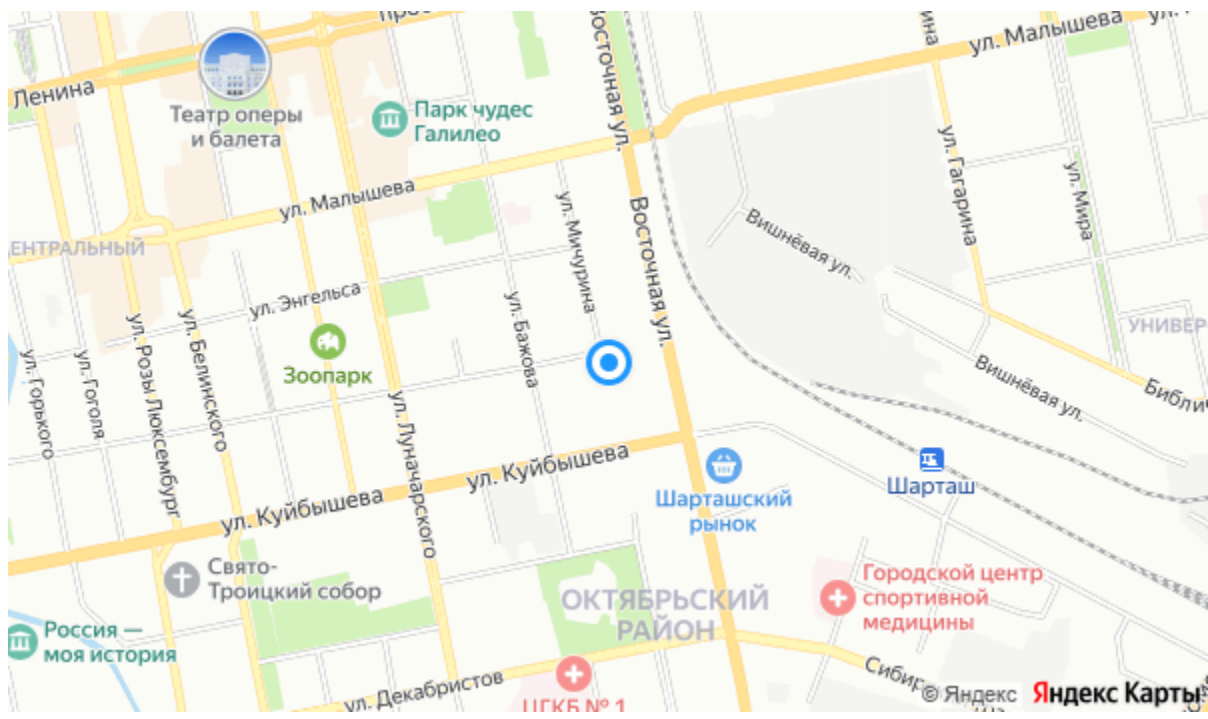 Ленина
Театр оперы
и балета
Парк чудес
Галилео
Восточная ул.
ул. Малышева
ул. Гагарина
ул. Мира
ул. Малышева
ул. Мичурина
Восточная ул.
Вишнёвая ул.
ул. Энгельса
ул. Бажова
Зоопарк
ул. Горького
ул. Гоголя
ул. Розы Люксембург
ул. Белинского
ул. Луначарского
Вишнёвая ул.
ул. Куйбышева
ул. Куйбышева
Шарташский
рынок
Шарташ
Свято-
Троицкий собор
ОКТЯБРЬСКИЙ
РАЙОН
Городской центр
спортивной
медицины
Россия —
моя история
ул. Декабристов
ЦГКБ № 1
© Яндекс Яндекс Карты